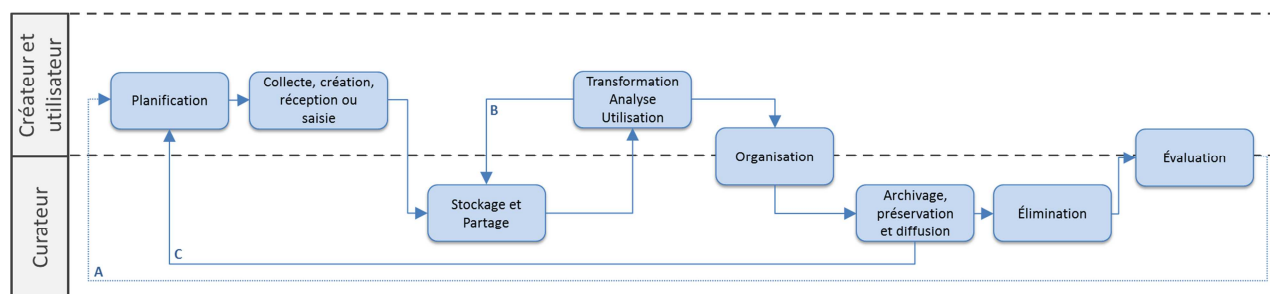 Créateur et
utilisateur
Planification
Collecte, création,
réception ou
saisie
Transformation
Analyse
Utilisation
B
Organisation
Évaluation
Curateur
Stockage et
Partage
Archivage,
préservation
et diffusion
Élimination
C
A